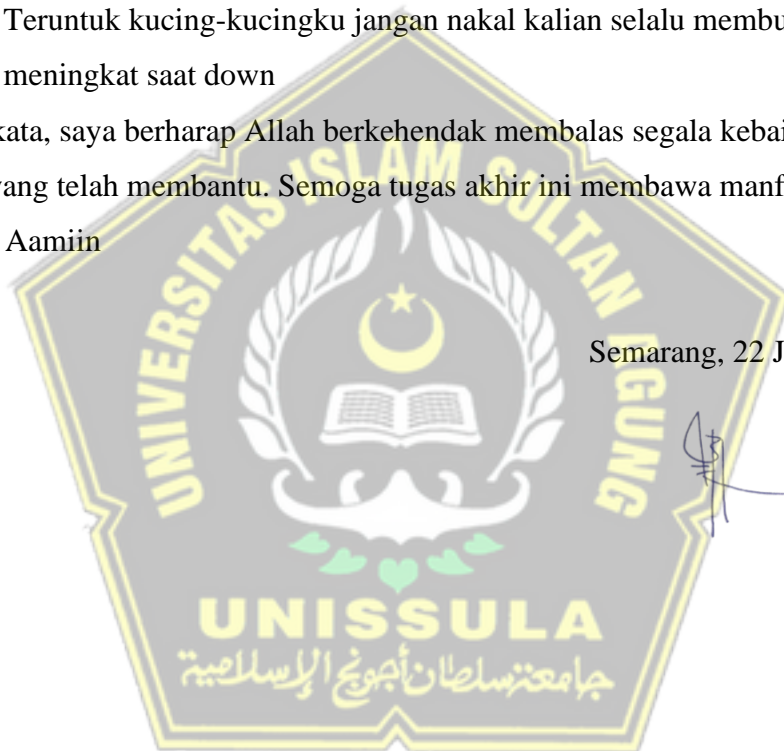 Teruntuk kucing-kucingku jangan nakal kalian selalu membu
meningkat saat down
kata, saya berharap Allah berkehendak membalas segala kebai
yang telah membantu. Semoga tugas akhir ini membawa manf
Aamiin
Semarang, 22 J
UNIVERSITAS ISLAM SULTAN AGUNG
UNISSULA
جامعة سلطان أجونج الإسلامية